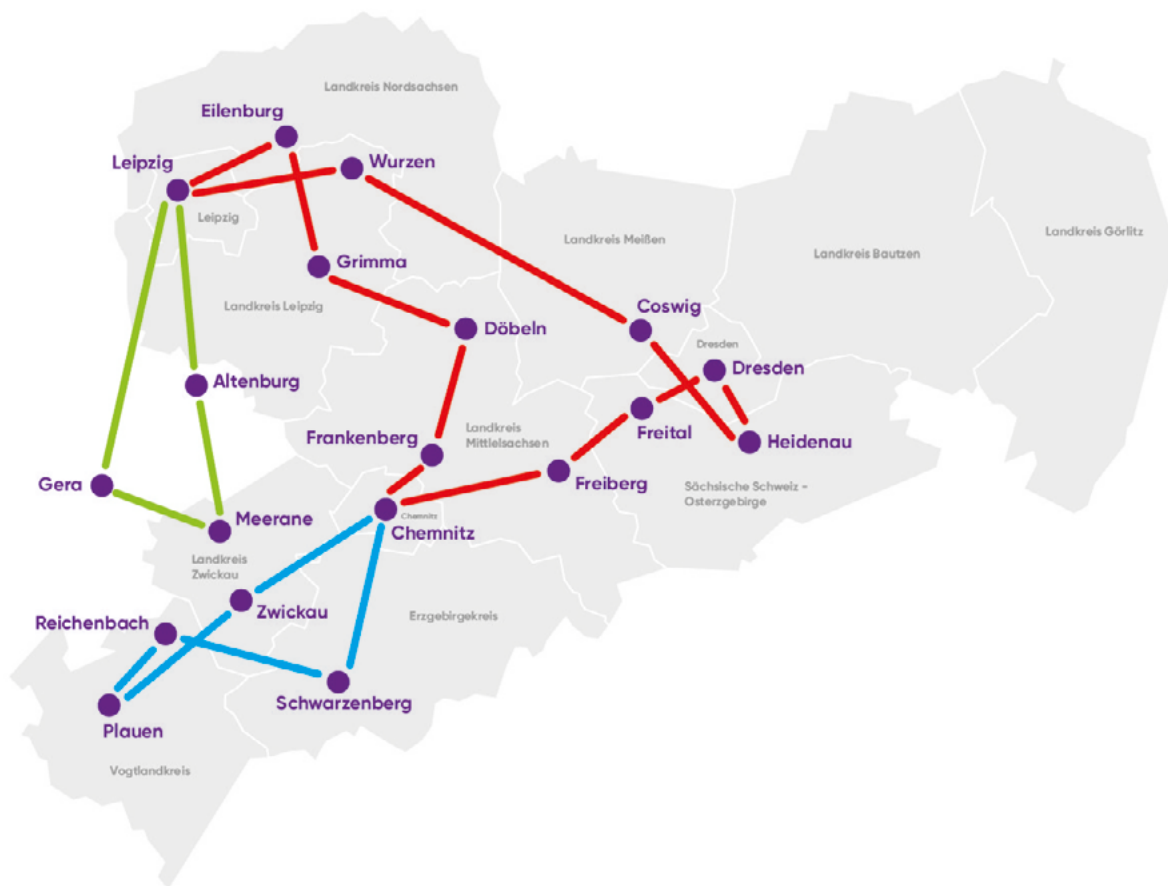 Landkreis Nordsachsen
Eilenburg
Leipzig
Wurzen
Leipzig
Landkreis Görlitz
Landkreis Meißen
Landkreis Bautzen
Grimma
Landkreis Leipzig
Coswig
Döbeln
Dresden
Dresden
Altenburg
Freital
Frankenberg
Landkreis
Mittelsachsen
Heidenau
Gera
Freiberg
Sächsische Schweiz -
Osterzgebirge
Meerane
Chemnitz
Chemnitz
Landkreis
Zwickau
Zwickau
Erzgebirgekreis
Reichenbach
Schwarzenberg
Plauen
Vogtlandkreis